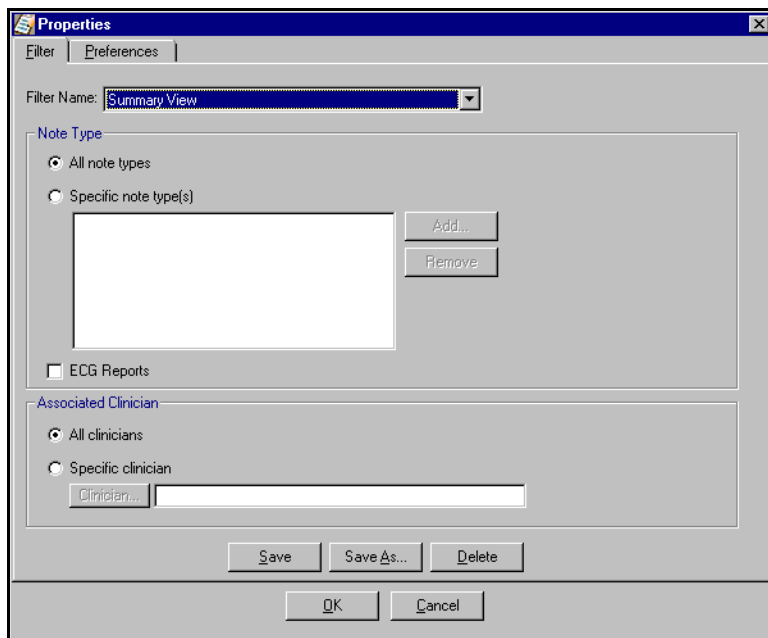 Properties
Filter Preferences
Filter Name: Summary View
Note Type
All note types
Specific note type(s)
Add...
Remove
ECG Reports
Associated Clinician
All clinicians
Specific clinician
Clinician...
Save Save As... Delete
OK Cancel